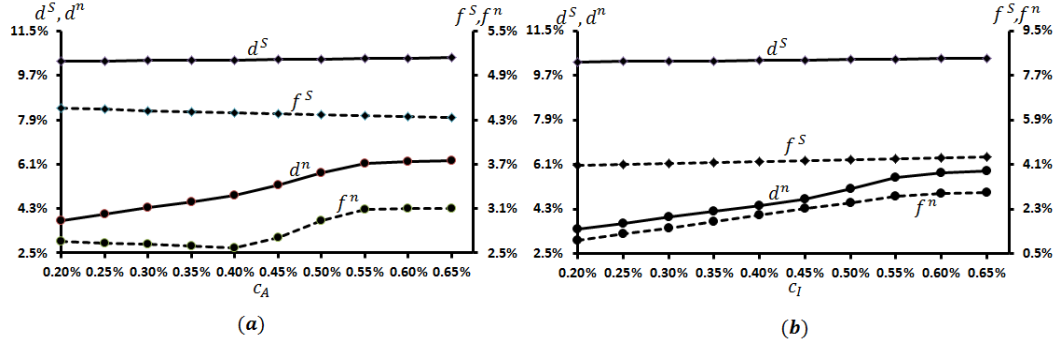 d^S, d^n
f^S, f^n
11.5%
9.7%
7.9%
6.1%
4.3%
2.5%
5.5%
4.9%
4.3%
3.7%
3.1%
2.5%
d^S
f^S
d^n
f^n
0.20% 0.25% 0.30% 0.35% 0.40% 0.45% 0.50% 0.55% 0.60% 0.65%
c_A
(a)
d^S, d^n
f^S, f^n
11.5%
9.7%
7.9%
6.1%
4.3%
2.5%
9.5%
7.7%
5.9%
4.1%
2.3%
0.5%
d^S
f^S
d^n
f^n
0.20% 0.25% 0.30% 0.35% 0.40% 0.45% 0.50% 0.55% 0.60% 0.65%
c_I
(b)